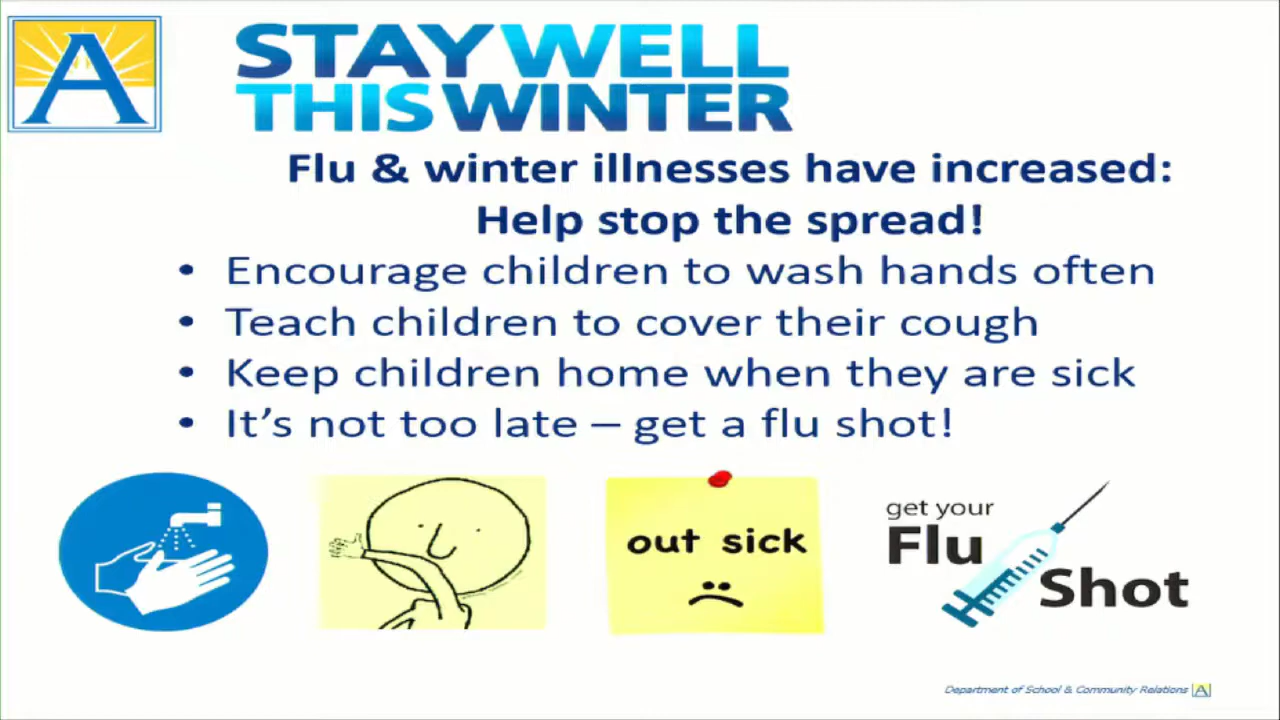 A
STAY WELL
THIS WINTER
Flu & winter illnesses have increased:
Help stop the spread!
• Encourage children to wash hands often
• Teach children to cover their cough
• Keep children home when they are sick
• It’s not too late – get a flu shot!
out sick
get your
Flu
Shot
Department of School & Community Relations A